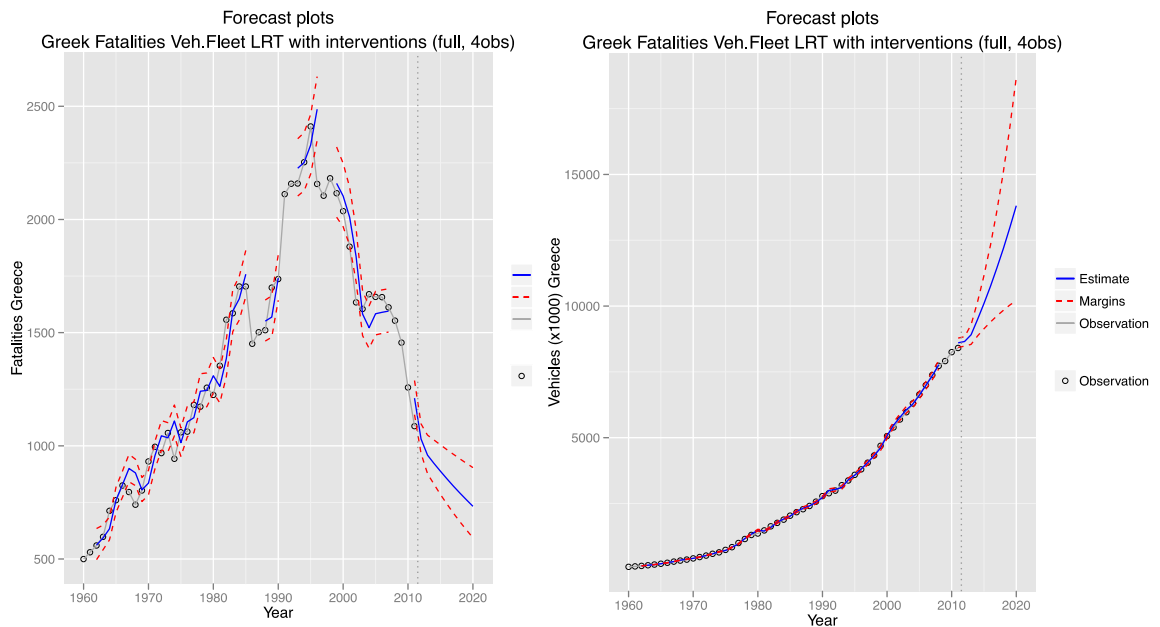 Forecast plots
Greek Fatalities Veh.Fleet LRT with interventions (full, 4obs)
Fatalities Greece
2500
2000
1500
1000
500
1960 1970 1980 1990 2000 2010 2020
Year
Forecast plots
Greek Fatalities Veh.Fleet LRT with interventions (full, 4obs)
Vehicles (x1000) Greece
15000
10000
5000
1960 1970 1980 1990 2000 2010 2020
Year
Estimate
Margins
Observation
Observation